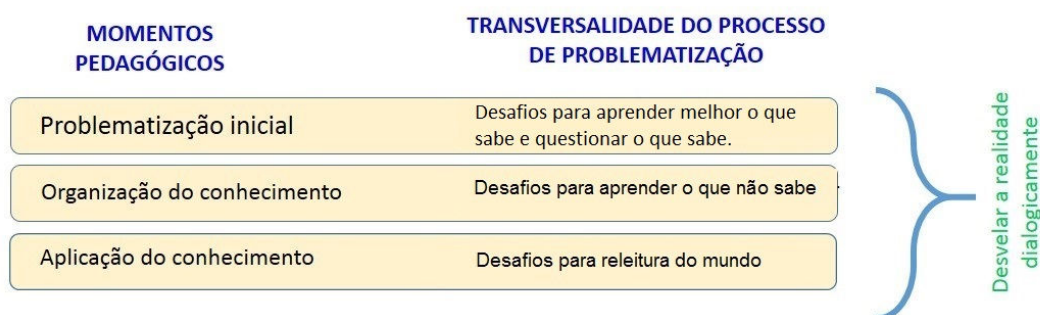 MOMENTOS
PEDAGÓGICOS
TRANSVERSALIDADE DO PROCESSO
DE PROBLEMATIZAÇÃO
Problematização inicial
Desafios para aprender melhor o que
sabe e questionar o que sabe.
Organização do conhecimento
Desafios para aprender o que não sabe
Aplicação do conhecimento
Desafios para releitura do mundo
Desvelar a realidade
dialogicamente